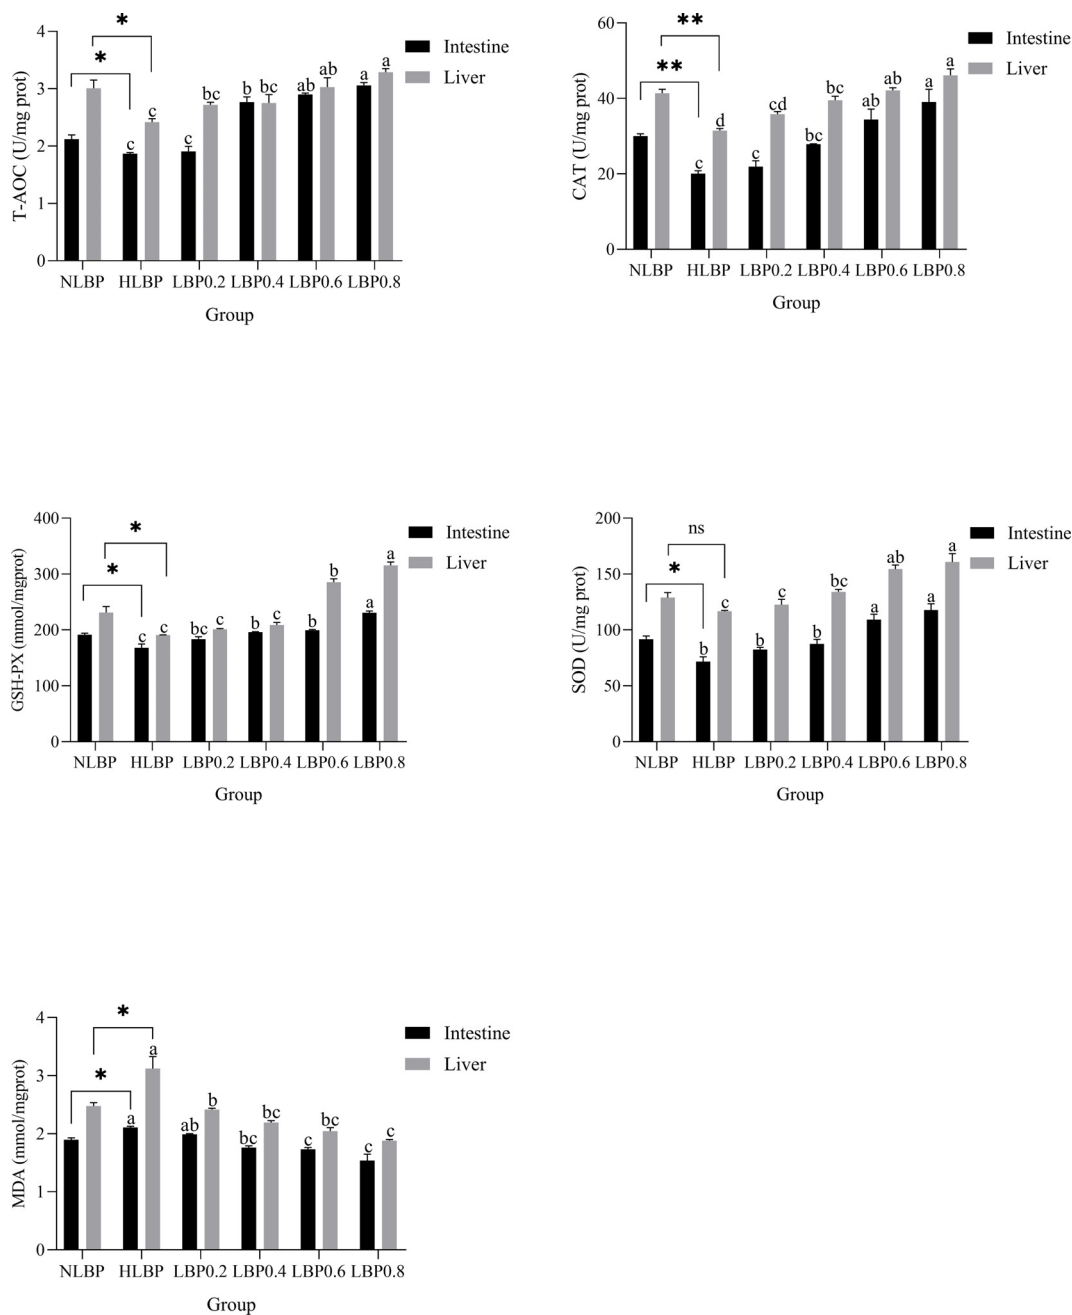 * *
T-AOC (U/mg prot)
4
3
2
1
0
c c c bc b bc ab ab a a
NLBP HLBP LBP0.2 LBP0.4 LBP0.6 LBP0.8
Group
Intestine
Liver
** **
CAT (U/mg prot)
60
40
20
0
c d c cd bc bc ab ab a a
NLBP HLBP LBP0.2 LBP0.4 LBP0.6 LBP0.8
Group
Intestine
Liver
* *
GSH-PX (mmol/mgprot)
400
300
200
100
0
c c bc c b c b b a a
NLBP HLBP LBP0.2 LBP0.4 LBP0.6 LBP0.8
Group
Intestine
Liver
* ns
SOD (U/mg prot)
200
150
100
50
0
b c b c b bc a ab a a
NLBP HLBP LBP0.2 LBP0.4 LBP0.6 LBP0.8
Group
Intestine
Liver
* *
MDA (mmol/mgprot)
4
3
2
1
0
a a ab b bc bc c bc c c
NLBP HLBP LBP0.2 LBP0.4 LBP0.6 LBP0.8
Group
Intestine
Liver